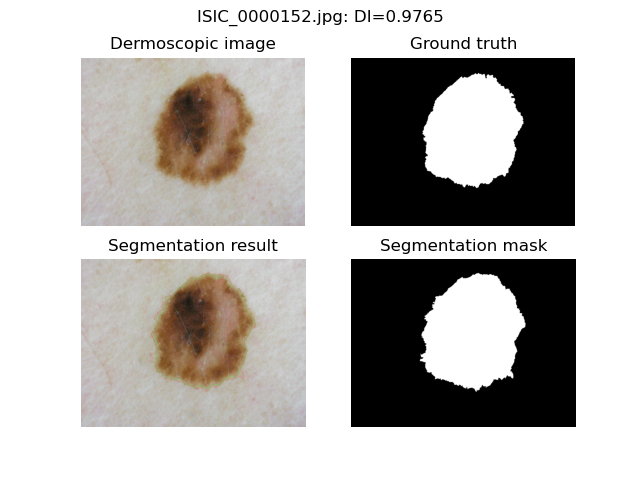 ISIC_0000152.jpg: DI=0.9765
Dermoscopic image
Ground truth
Segmentation result
Segmentation mask